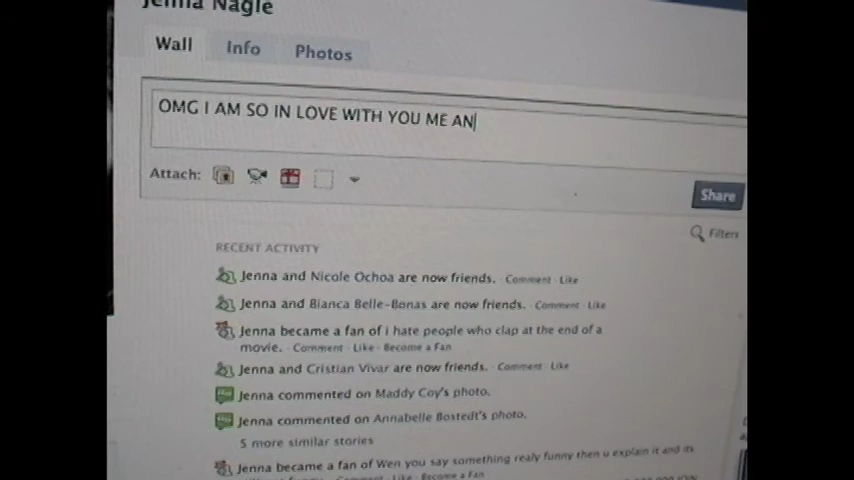 Jenna Nagle
Wall Info Photos
OMG I AM SO IN LOVE WITH YOU ME AN
Attach:
Share
Filters
RECENT ACTIVITY
Jenna and Nicole Ochoa are now friends. · Comment · Like
Jenna and Bianca Belle-Bonas are now friends. · Comment · Like
Jenna became a fan of i hate people who clap at the end of a
movie. · Comment · Like · Become a Fan
Jenna and Cristian Vivar are now friends. · Comment · Like
Jenna commented on Maddy Coy's photo.
Jenna commented on Annabelle Bostedt's photo.
5 more similar stories
Jenna became a fan of Wen you say something realy funny then u explain it and its
Comment · Like · Become a Fan